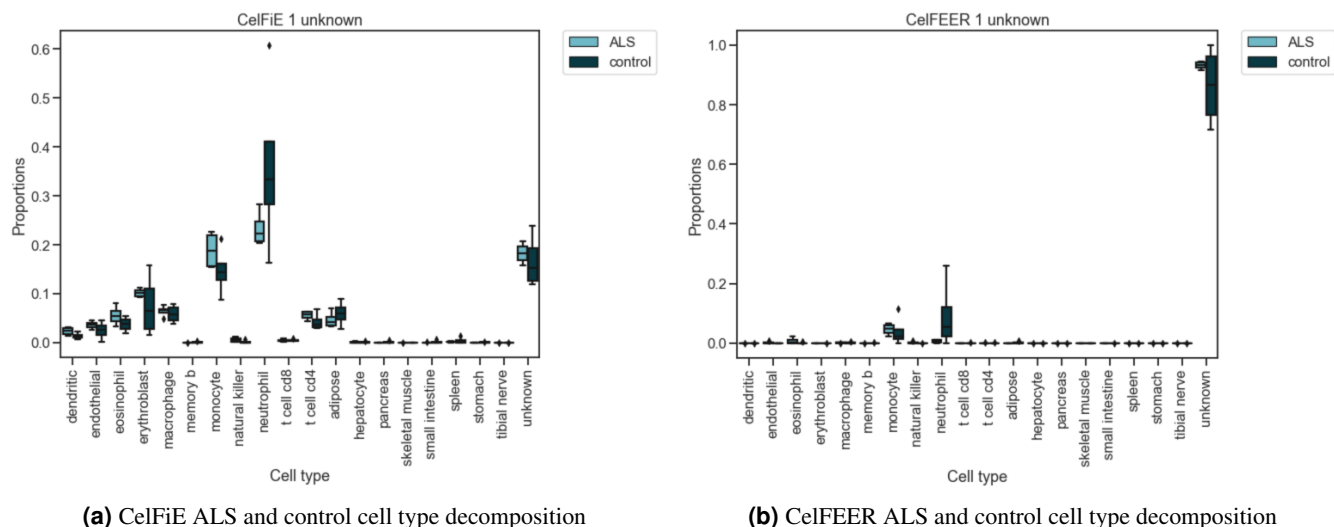 CelFiE 1 unknown
ALS
control
0.6
0.5
0.4
0.3
0.2
0.1
0.0
Proportions
dendritic
endothelial
eosinophil
erythroblast
macrophage
memory b
monocyte
natural killer
neutrophil
t cell cd8
t cell cd4
adipose
hepatocyte
pancreas
skeletal muscle
small intestine
spleen
stomach
tibial nerve
unknown
Cell type
(a) CelFiE ALS and control cell type decomposition
CelFEER 1 unknown
ALS
control
1.0
0.8
0.6
0.4
0.2
0.0
Proportions
dendritic
endothelial
eosinophil
erythroblast
macrophage
memory b
monocyte
natural killer
neutrophil
t cell cd8
t cell cd4
adipose
hepatocyte
pancreas
skeletal muscle
small intestine
spleen
stomach
tibial nerve
unknown
Cell type
(b) CelFEER ALS and control cell type decomposition